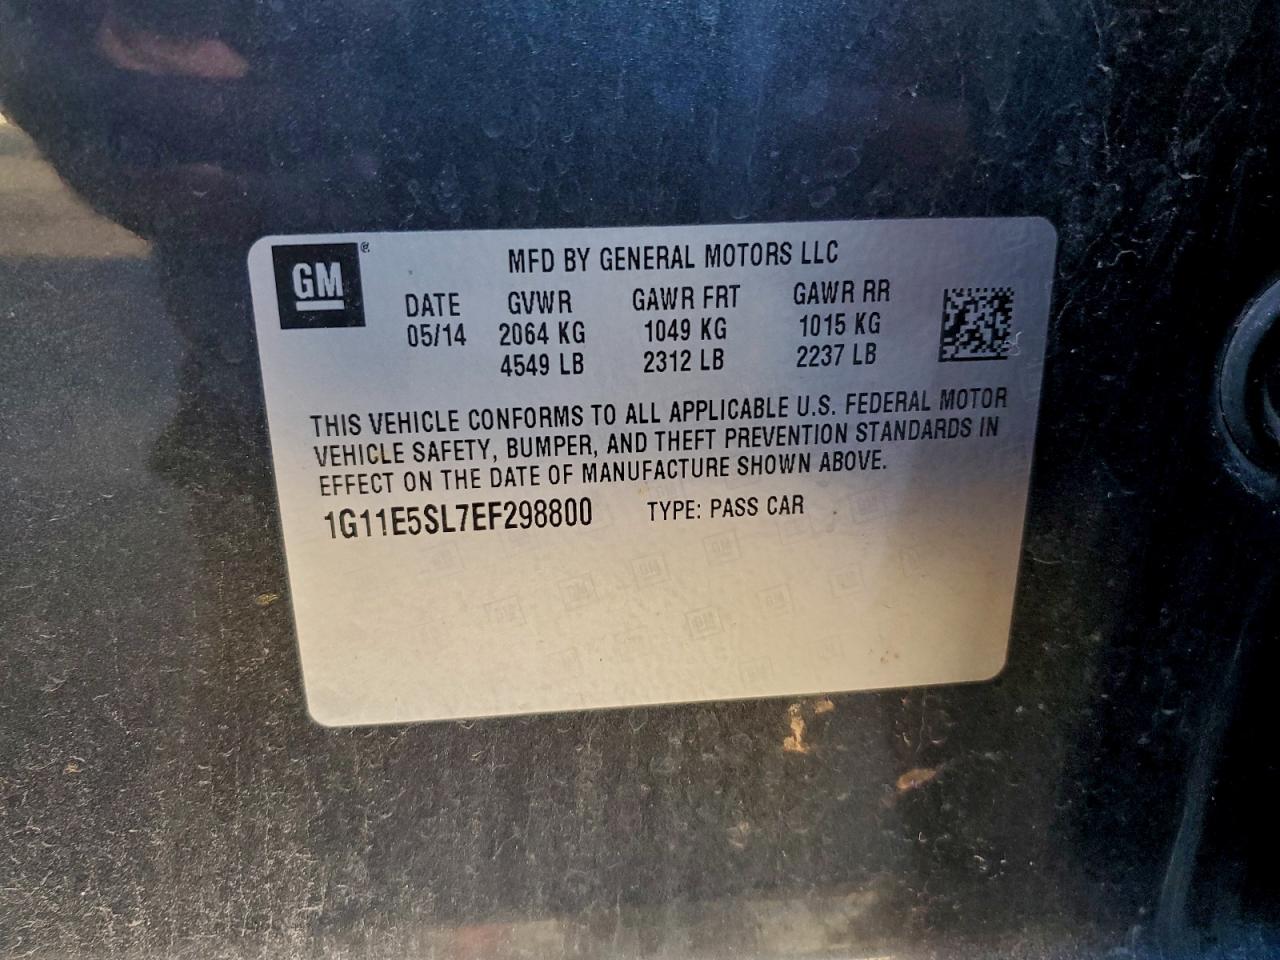 GM ®
MFD BY GENERAL MOTORS LLC
DATE GVWR GAWR FRT GAWR RR
05/14 2064 KG 1049 KG 1015 KG
4549 LB 2312 LB 2237 LB
THIS VEHICLE CONFORMS TO ALL APPLICABLE U.S. FEDERAL MOTOR
VEHICLE SAFETY, BUMPER, AND THEFT PREVENTION STANDARDS IN
EFFECT ON THE DATE OF MANUFACTURE SHOWN ABOVE.
1G11E5SL7EF298800 TYPE: PASS CAR